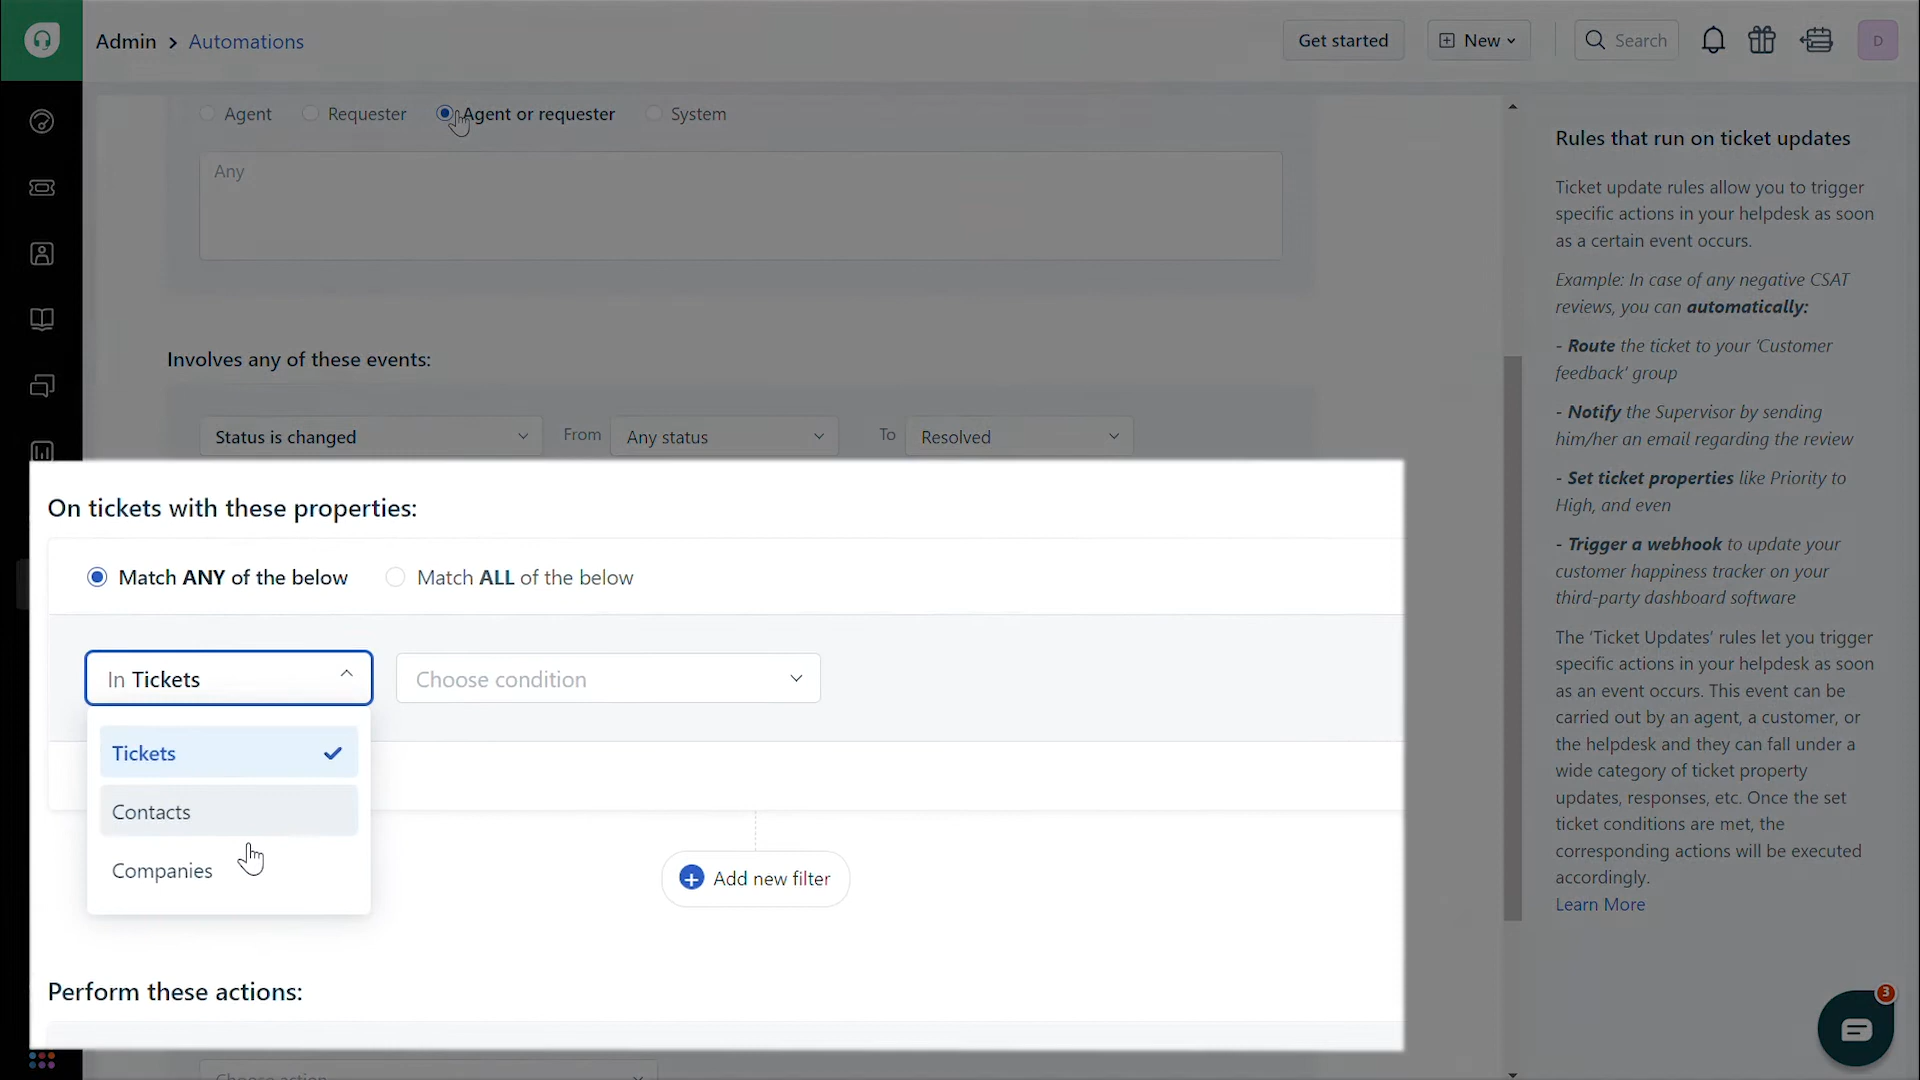 Admin > Automations
Get started
New
Search
D
Agent
Requester
Agent or requester
System
Any
Involves any of these events:
Status is changed
From
Any status
To
Resolved
On tickets with these properties:
Match ANY of the below
Match ALL of the below
In Tickets
Choose condition
Tickets
Contacts
Companies
Add new filter
Perform these actions:
Choose action
Rules that run on ticket updates
Ticket update rules allow you to trigger
specific actions in your helpdesk as soon
as a certain event occurs.
Example: In case of any negative CSAT
reviews, you can automatically:
- Route the ticket to your 'Customer
feedback' group
- Notify the Supervisor by sending
him/her an email regarding the review
- Set ticket properties like Priority to
High, and even
- Trigger a webhook to update your
customer happiness tracker on your
third-party dashboard software
The 'Ticket Updates' rules let you trigger
specific actions in your helpdesk as soon
as an event occurs. This event can be
carried out by an agent, a customer, or
the helpdesk and they can fall under a
wide category of ticket property
updates, responses, etc. Once the set
ticket conditions are met, the
corresponding actions will be executed
accordingly.
Learn More
3